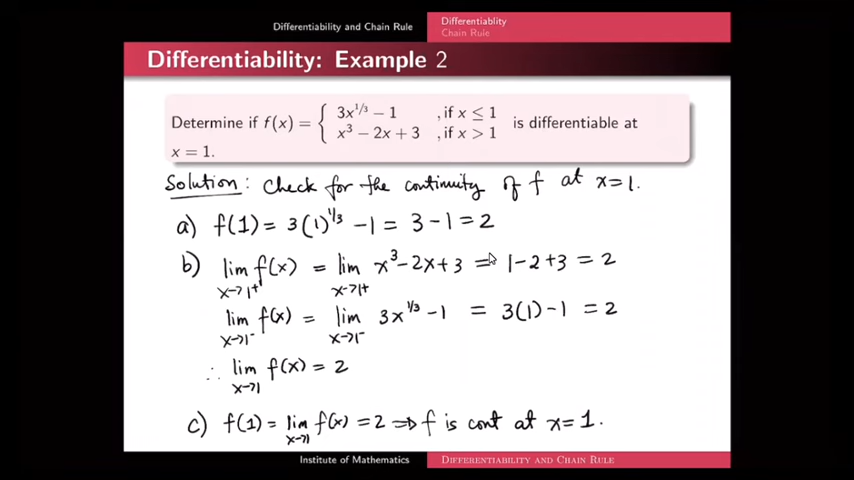 Differentiability and Chain Rule
Differentiablity
Chain Rule
Differentiability: Example 2
Determine if f(x) = { 3x^{1/3} − 1 , if x ≤ 1
x³ − 2x + 3 , if x > 1 is differentiable at
x = 1.
Solution: Check for the continuity of f at x=1.
a) f(1) = 3(1)^{1/3} − 1 = 3 − 1 = 2
b) lim_{x→1⁺} f(x) = lim_{x→1⁺} x³ − 2x + 3 = 1 − 2 + 3 = 2
lim_{x→1⁻} f(x) = lim_{x→1⁻} 3x^{1/3} − 1 = 3(1) − 1 = 2
∴ lim_{x→1} f(x) = 2
c) f(1) = lim_{x→1} f(x) = 2 ⇒ f is cont at x = 1.
Institute of Mathematics
Differentiability and Chain Rule